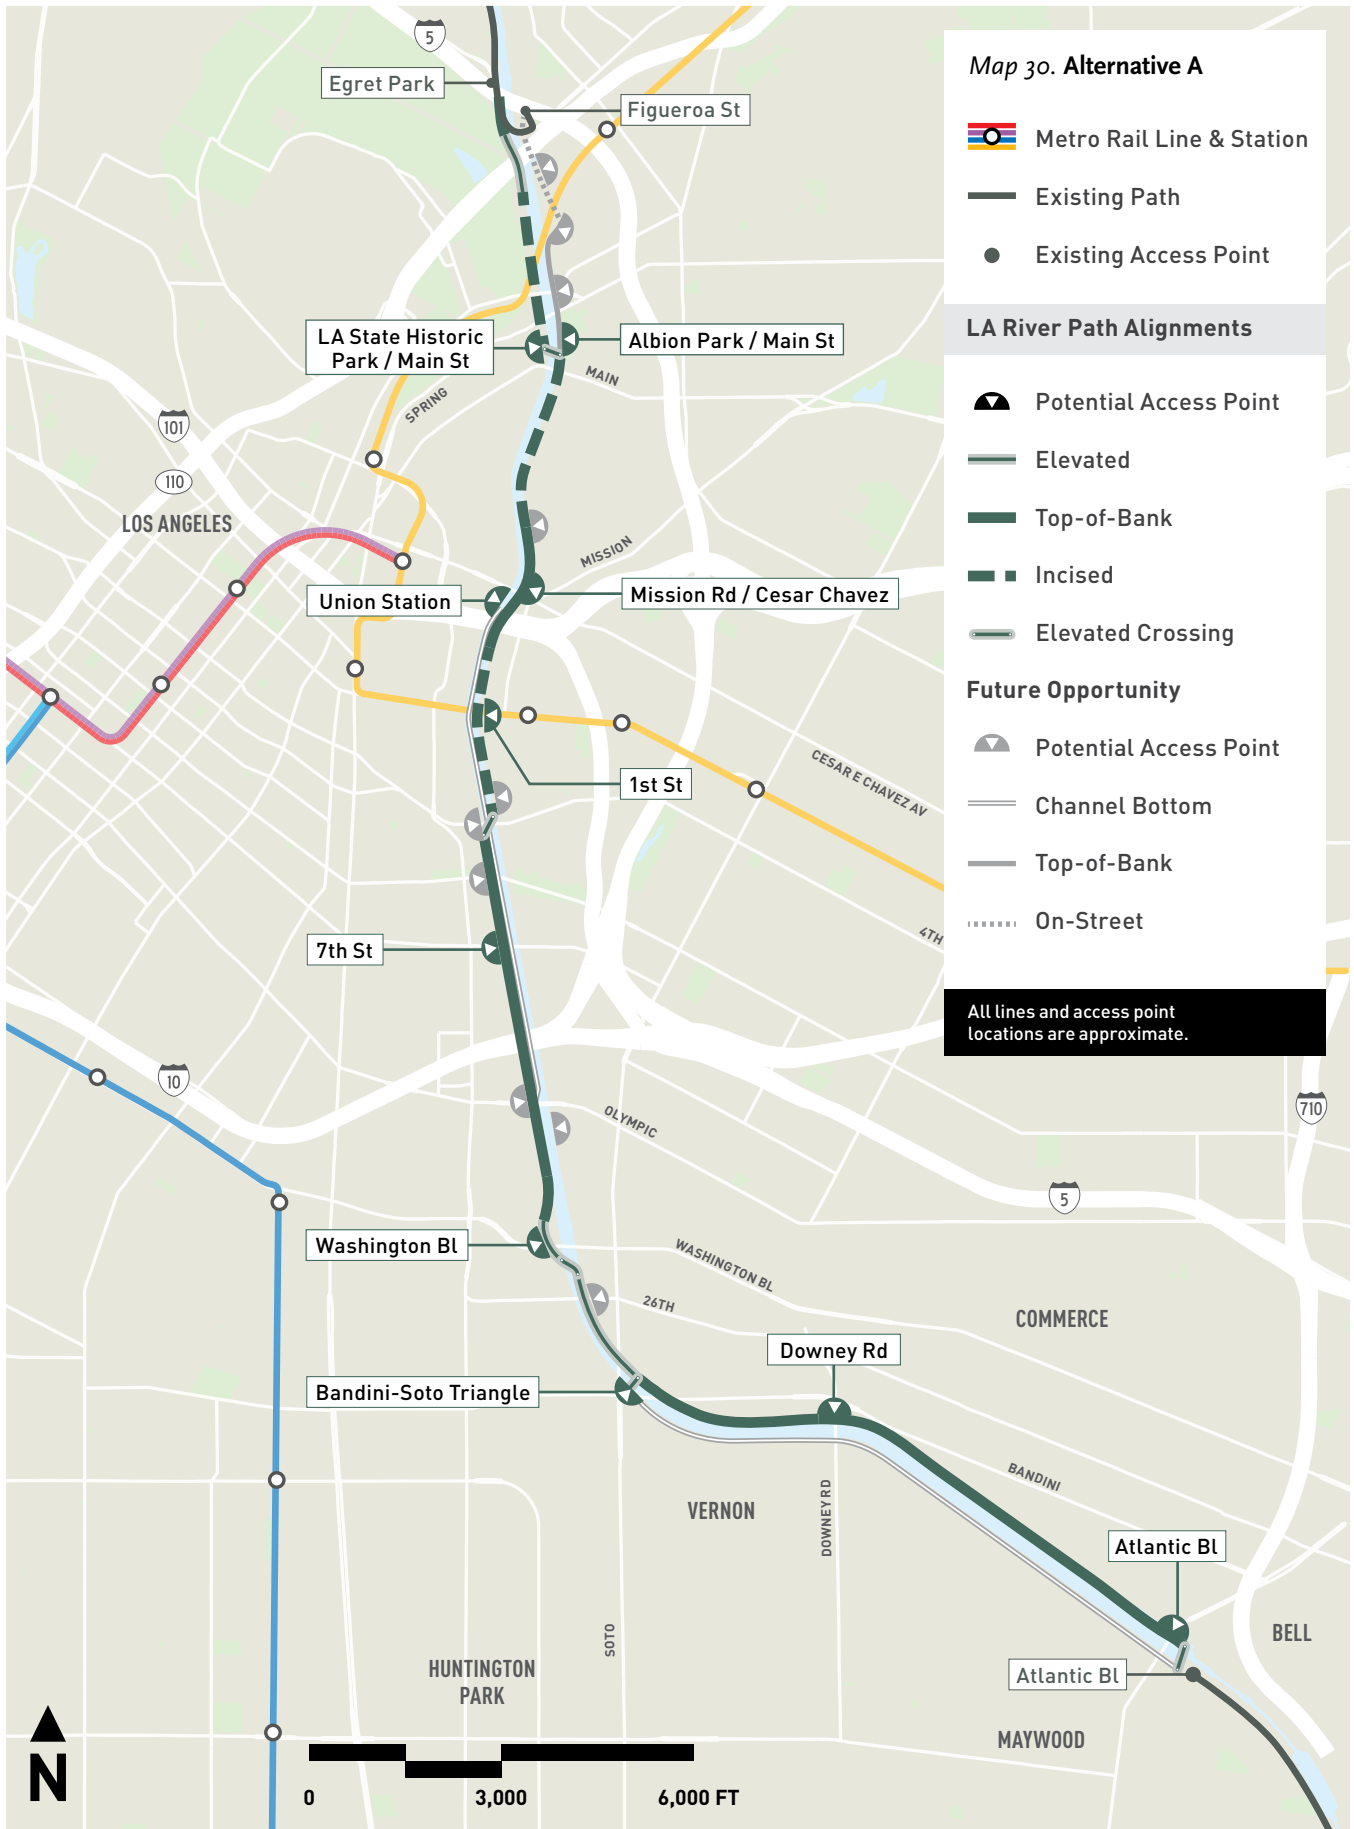 5
Egret Park
Figueroa St
LA State Historic
Park / Main St
Albion Park / Main St
MAIN
SPRING
101
110
LOS ANGELES
MISSION
Union Station
Mission Rd / Cesar Chavez
1st St
CESAR E CHAVEZ AV
4TH
7th St
10
OLYMPIC
710
5
Washington Bl
WASHINGTON BL
26TH
COMMERCE
Downey Rd
Bandini-Soto Triangle
BANDINI
VERNON
DOWNEY RD
Atlantic Bl
SOTO
BELL
HUNTINGTON
PARK
Atlantic Bl
MAYWOOD
N
0 3,000 6,000 FT
Map 30. Alternative A
Metro Rail Line & Station
Existing Path
Existing Access Point
LA River Path Alignments
Potential Access Point
Elevated
Top-of-Bank
Incised
Elevated Crossing
Future Opportunity
Potential Access Point
Channel Bottom
Top-of-Bank
On-Street
All lines and access point
locations are approximate.